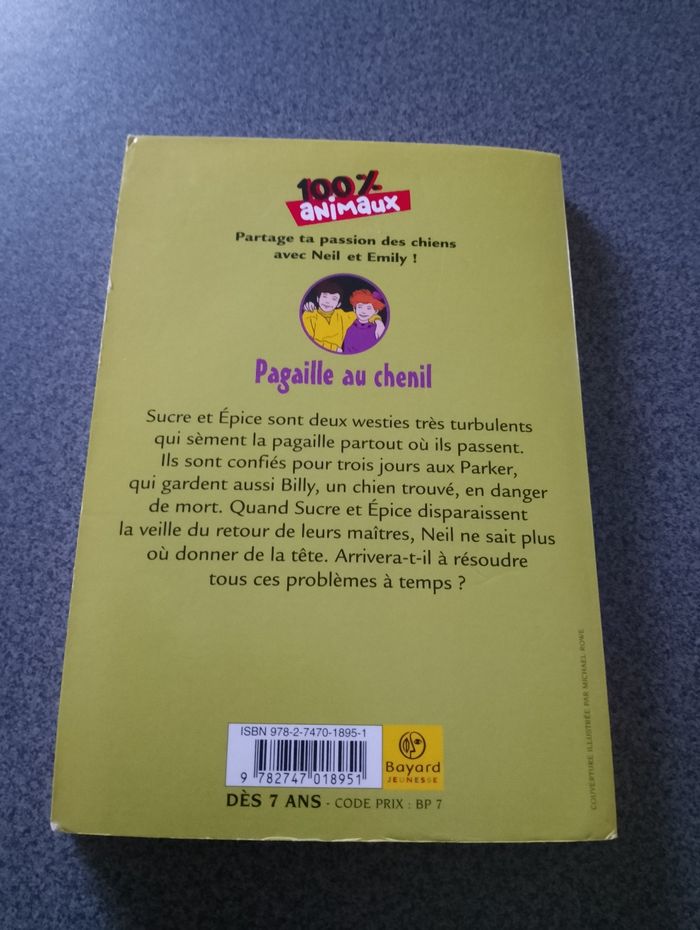 100%
animaux
Partage ta passion des chiens
avec Neil et Emily !
Pagaille au chenil
Sucre et Épice sont deux westies très turbulents
qui sèment la pagaille partout où ils passent.
Ils sont confiés pour trois jours aux Parker,
qui gardent aussi Billy, un chien trouvé, en danger
de mort. Quand Sucre et Épice disparaissent
la veille du retour de leurs maîtres, Neil ne sait plus
où donner de la tête. Arrivera-t-il à résoudre
tous ces problèmes à temps ?
COUVERTURE ILLUSTRÉE PAR MICHAEL ROWE
ISBN 978-2-7470-1895-1
9 782747 018951
Bayard
JEUNESSE
DÈS 7 ANS - CODE PRIX : BP 7